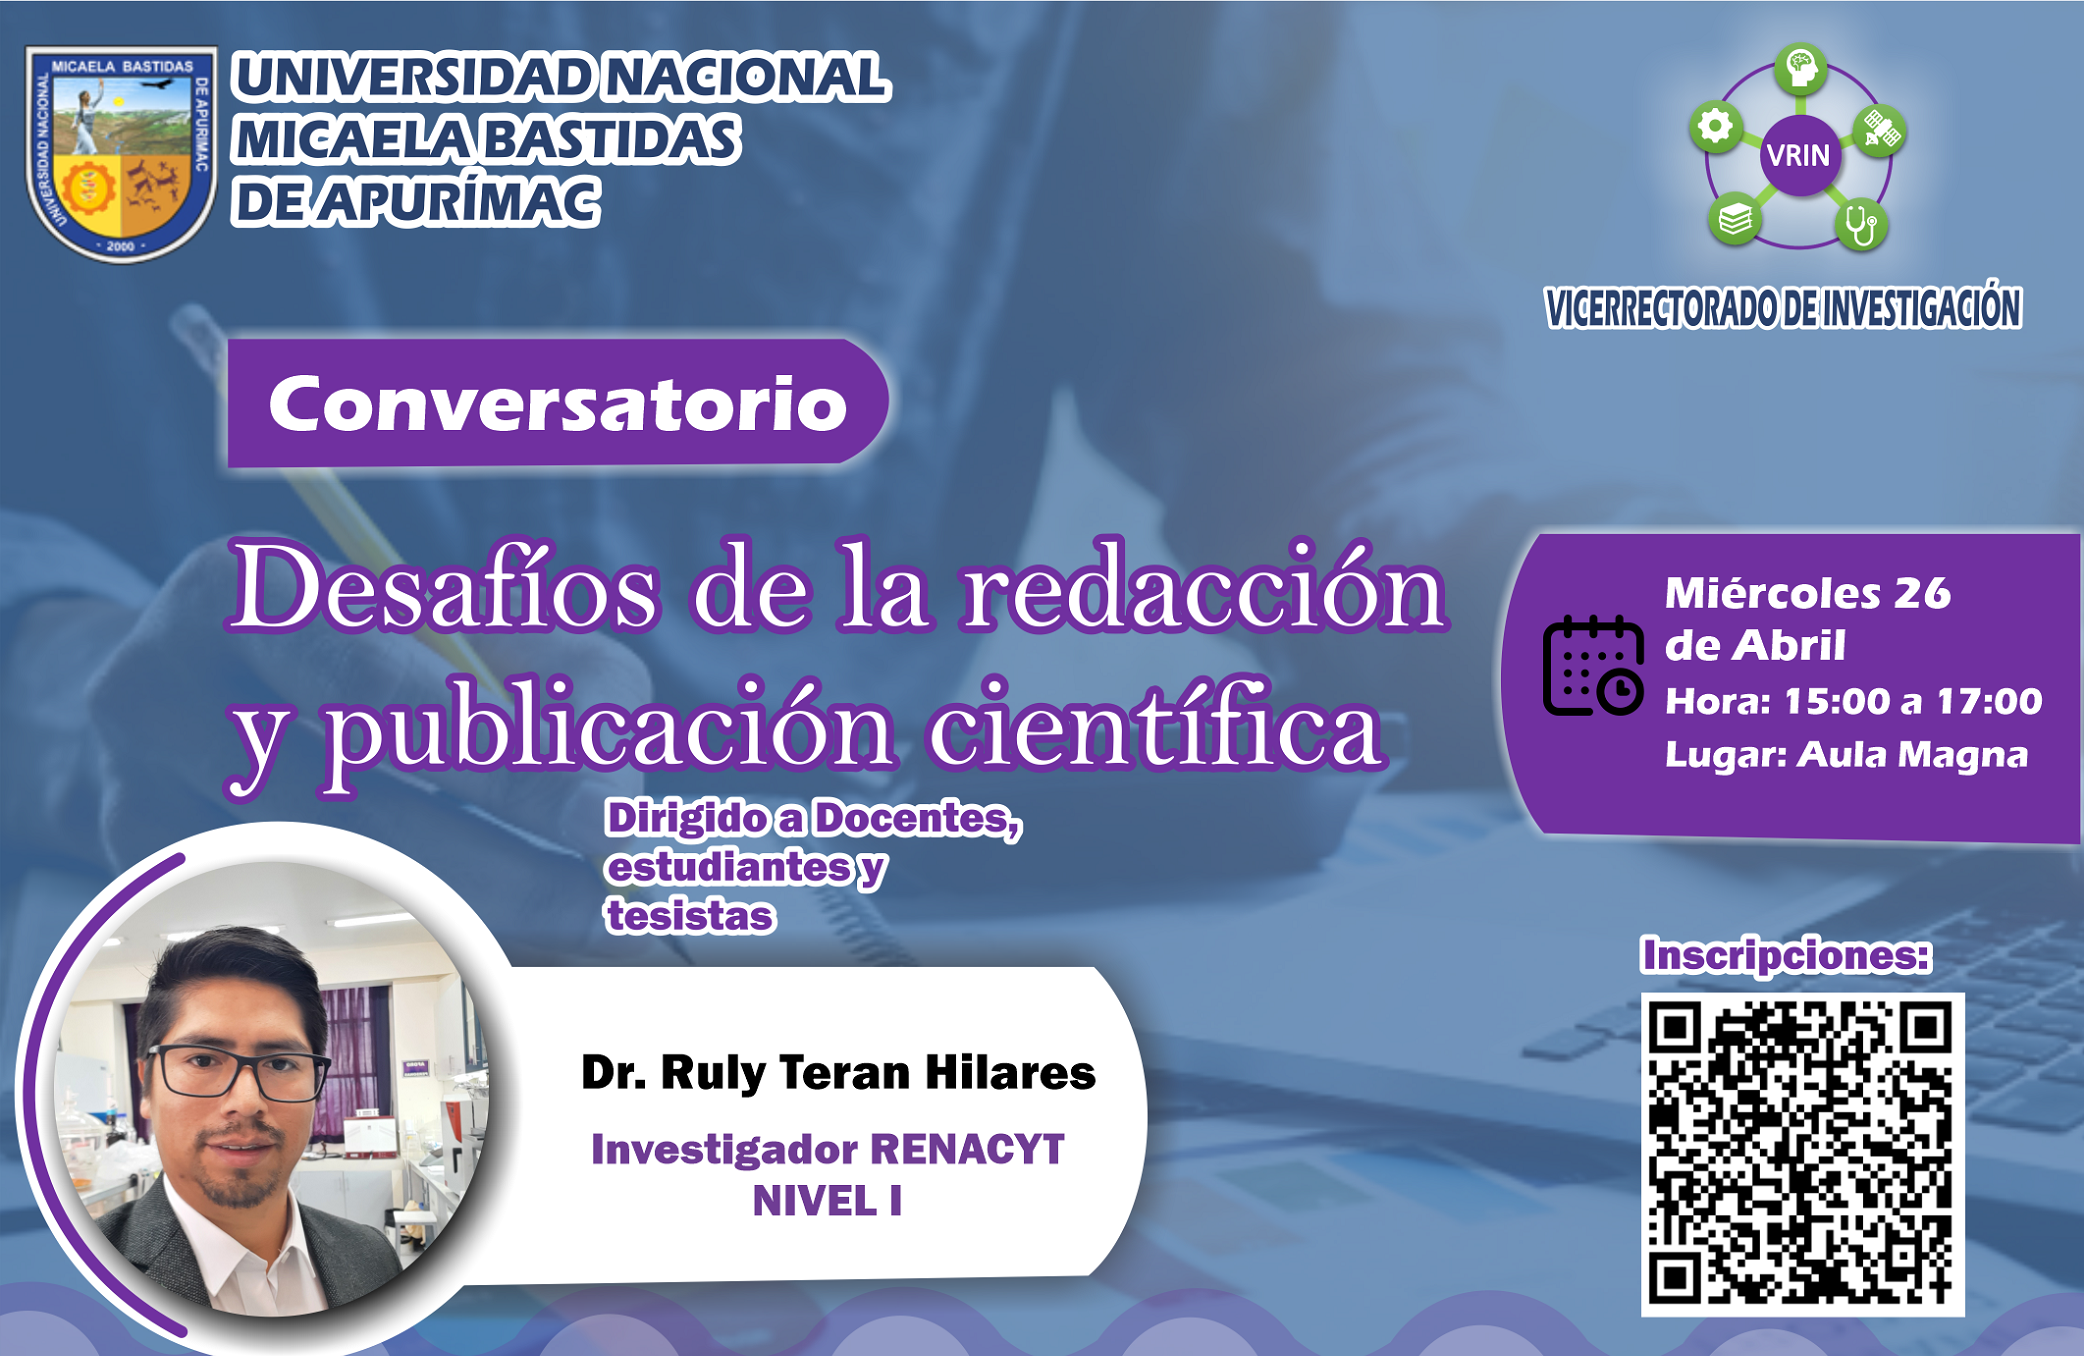 MICAELA BASTIDAS
UNIVERSIDAD NACIONAL
DE APURIMAC
- 2000 -
UNIVERSIDAD NACIONAL
MICAELA BASTIDAS
DE APURÍMAC
VRIN
VICERRECTORADO DE INVESTIGACIÓN
Conversatorio
Desafíos de la redacción
y publicación científica
Miércoles 26
de Abril
Hora: 15:00 a 17:00
Lugar: Aula Magna
Dirigido a Docentes,
estudiantes y
tesistas
Dr. Ruly Teran Hilares
Investigador RENACYT
NIVEL I
Inscripciones: